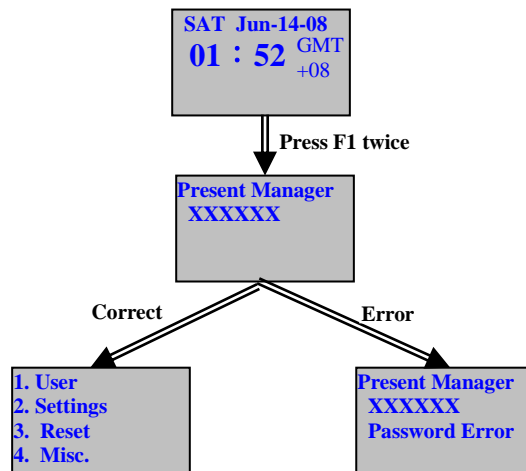 SAT Jun-14-08
01 : 52 GMT
+08
Press F1 twice
Present Manager
XXXXXX
Correct
Error
1. User
2. Settings
3. Reset
4. Misc.
Present Manager
XXXXXX
Password Error